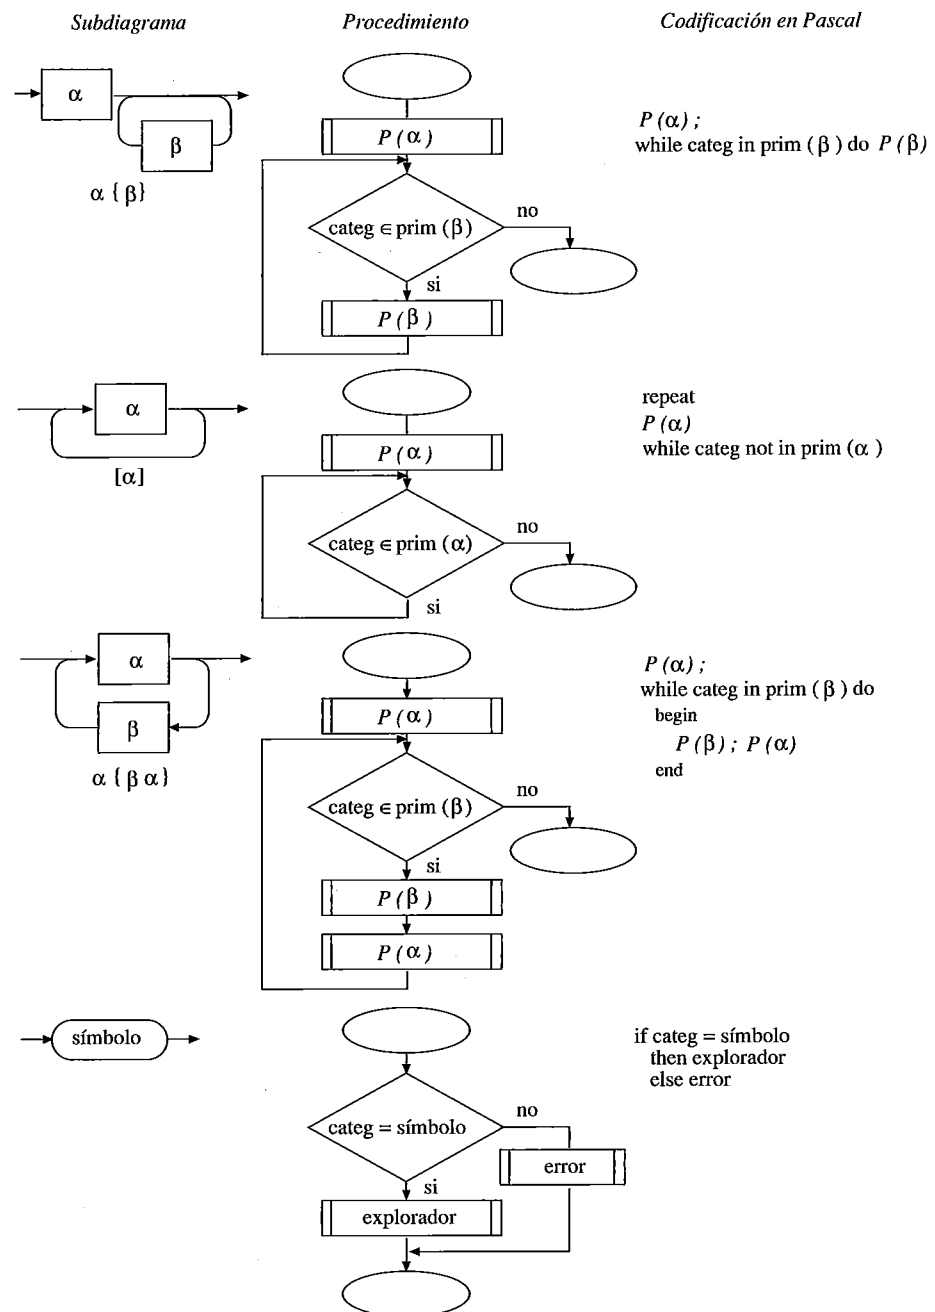 Subdiagrama Procedimiento Codificación en Pascal
α
β
α { β}
P (α)
categ ∈ prim (β)
no
si
P (β)
P (α) ;
while categ in prim (β) do P (β)
α
[α]
P (α)
categ ∈ prim (α)
no
si
repeat
P (α)
while categ not in prim (α )
α
β
α { β α}
P (α)
categ ∈ prim (β)
no
si
P (β)
P (α)
P (α) ;
while categ in prim (β) do
begin
P (β) ; P (α)
end
símbolo
categ = símbolo
no
error
si
explorador
if categ = símbolo
then explorador
else error